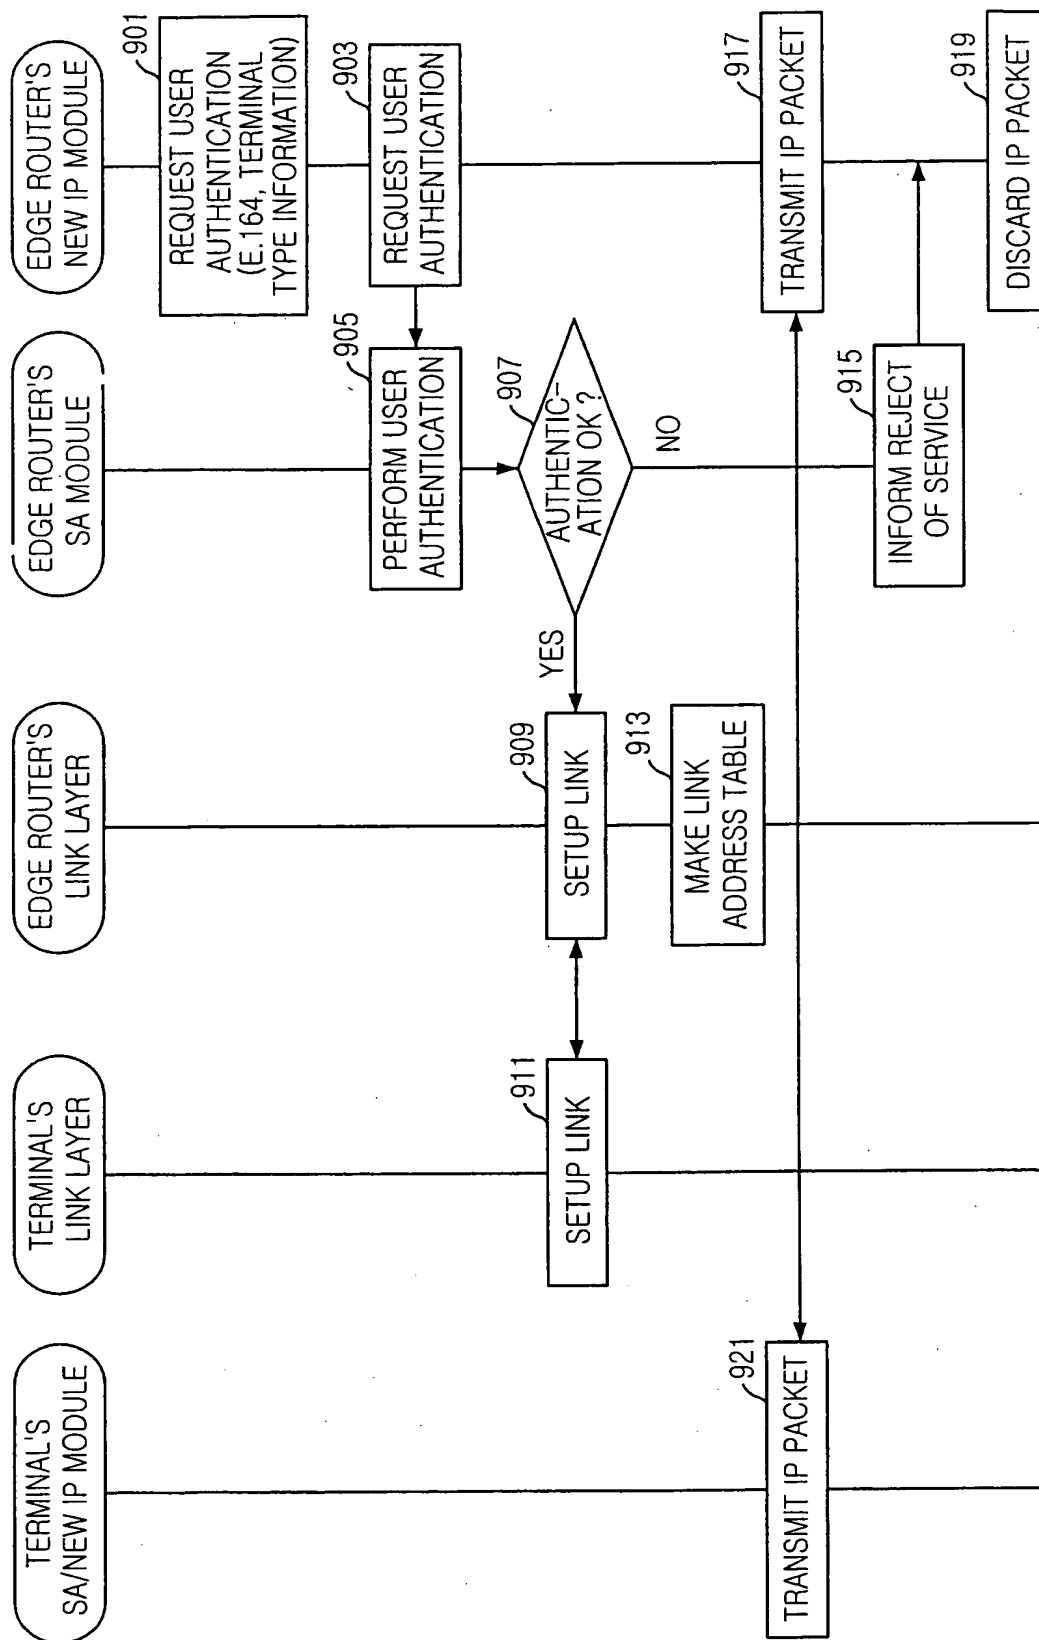 TERMINAL'S
SA/NEW IP MODULE
TERMINAL'S
LINK LAYER
EDGE ROUTER'S
LINK LAYER
EDGE ROUTER'S
SA MODULE
EDGE ROUTER'S
NEW IP MODULE
901
REQUEST USER
AUTHENTICATION
(E.164, TERMINAL
TYPE INFORMATION)
903
REQUEST USER
AUTHENTICATION
905
PERFORM USER
AUTHENTICATION
907
AUTHENTIC-
ATION OK ?
YES
NO
909
SETUP LINK
911
SETUP LINK
913
MAKE LINK
ADDRESS TABLE
921
TRANSMIT IP PACKET
917
TRANSMIT IP PACKET
915
INFORM REJECT
OF SERVICE
919
DISCARD IP PACKET